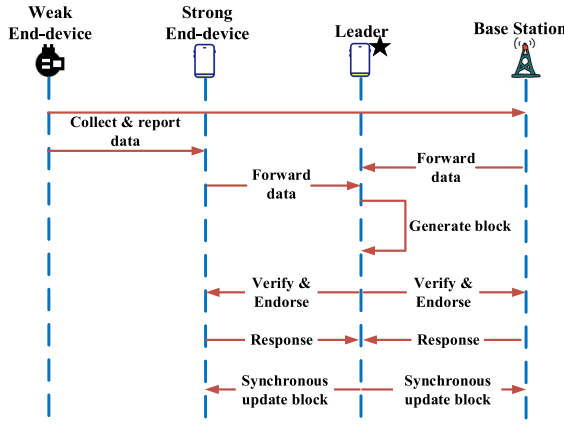 Weak
End-device
Strong
End-device
Leader
Base Station
Collect & report
data
Forward
data
Forward
data
Generate block
Verify &
Endorse
Verify &
Endorse
Response
Response
Synchronous
update block
Synchronous
update block